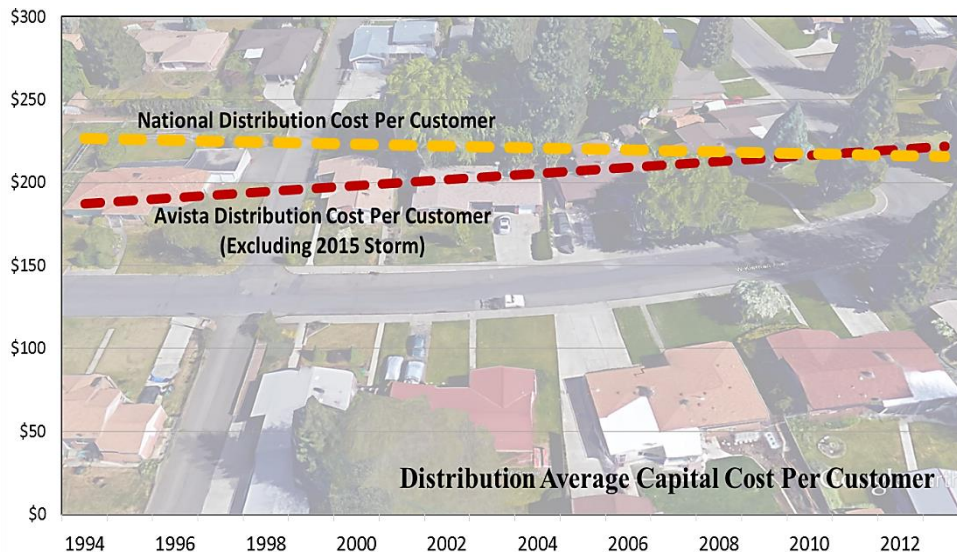 $300
$250
$200
$150
$100
$50
$0
National Distribution Cost Per Customer
Avista Distribution Cost Per Customer
(Excluding 2015 Storm)
Distribution Average Capital Cost Per Customer
1994 1996 1998 2000 2002 2004 2006 2008 2010 2012